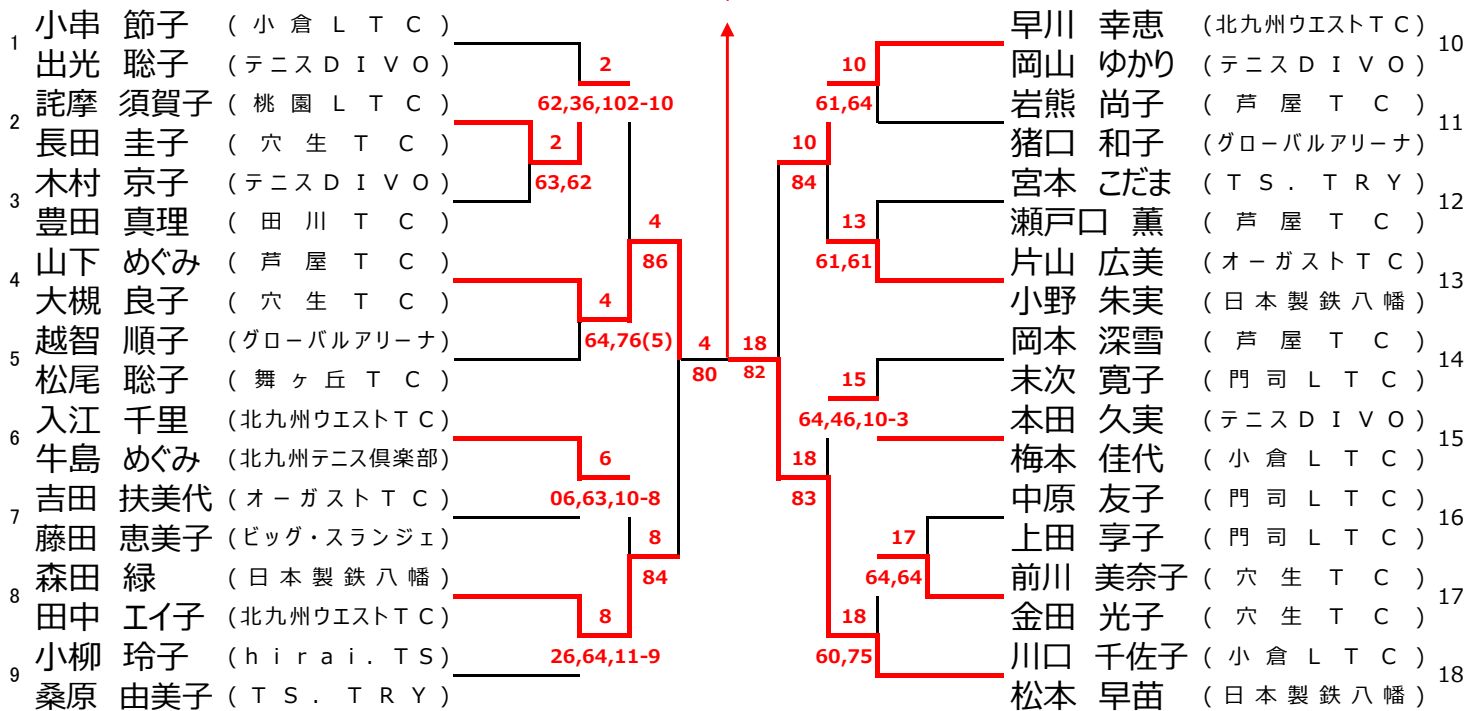 1
小串 節子 (小倉LTC)
出光 聡子 (テニスDIVO)
2
詫摩 須賀子 (桃園LTC)
長田 圭子 (穴生TC)
3
木村 京子 (テニスDIVO)
豊田 真理 (田川TC)
4
山下 めぐみ (芦屋TC)
大槻 良子 (穴生TC)
5
越智 順子 (グローバルアリーナ)
松尾 聡子 (舞ヶ丘TC)
6
入江 千里 (北九州ウエストTC)
牛島 めぐみ (北九州テニス倶楽部)
7
吉田 扶美代 (オーガストTC)
藤田 恵美子 (ビッグ・スランジェ)
8
森田 緑 (日本製鉄八幡)
田中 エイ子 (北九州ウエストTC)
9
小柳 玲子 (hirai.TS)
桑原 由美子 (TS.TRY)
2
62,36,102-10
2
63,62
4
86
4
64,76(5)
6
06,63,10-8
8
84
8
26,64,11-9
4
80
18
82
10
61,64
10
84
13
61,61
15
64,46,10-3
18
83
17
64,64
18
60,75
早川 幸恵 (北九州ウエストTC)
10
岡山 ゆかり (テニスDIVO)
岩熊 尚子 (芦屋TC)
11
猪口 和子 (グローバルアリーナ)
宮本 こだま (TS.TRY)
12
瀬戸口 薫 (芦屋TC)
片山 広美 (オーガストTC)
13
小野 朱実 (日本製鉄八幡)
岡本 深雪 (芦屋TC)
14
末次 寛子 (門司LTC)
本田 久実 (テニスDIVO)
15
梅本 佳代 (小倉LTC)
中原 友子 (門司LTC)
16
上田 享子 (門司LTC)
前川 美奈子 (穴生TC)
17
金田 光子 (穴生TC)
川口 千佐子 (小倉LTC)
18
松本 早苗 (日本製鉄八幡)